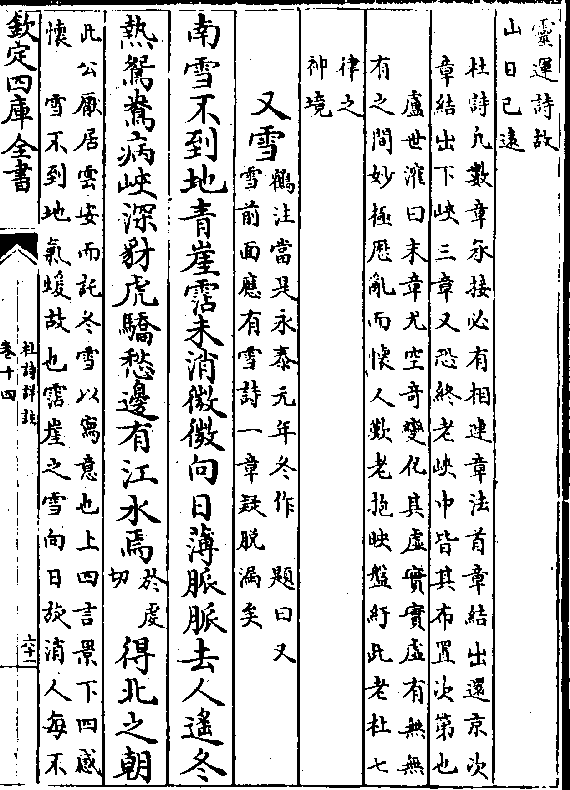 靈運詩故
山日已遠
杜詩凡數章承接必有相連章法首章結出還京次
章結出下峽三章又恐終老峽中皆其布置次第也
盧世㴶曰末章尤空奇變化其虛實實虛有無無
有之間妙極歷亂而懷人歎老抱映盤紆此老杜七
律之
神境
又雪
鶴注當是永泰元年冬作 題曰又
雪前面應有雪詩一章疑脱漏矣
南雪不到地青崖霑未消微微向日薄脈脈去人遙冬
熱鴛鴦病峽深豺虎驕愁邊有江水焉
於虔
切
得北之朝
此公厭居雲安而託冬雪以寓意也上四言景下四感
懷 雪不到地氣煖故也霑崖之雪向日旋消人每不
欽定四庫全書
杜詩詳註
卷十四
六十二